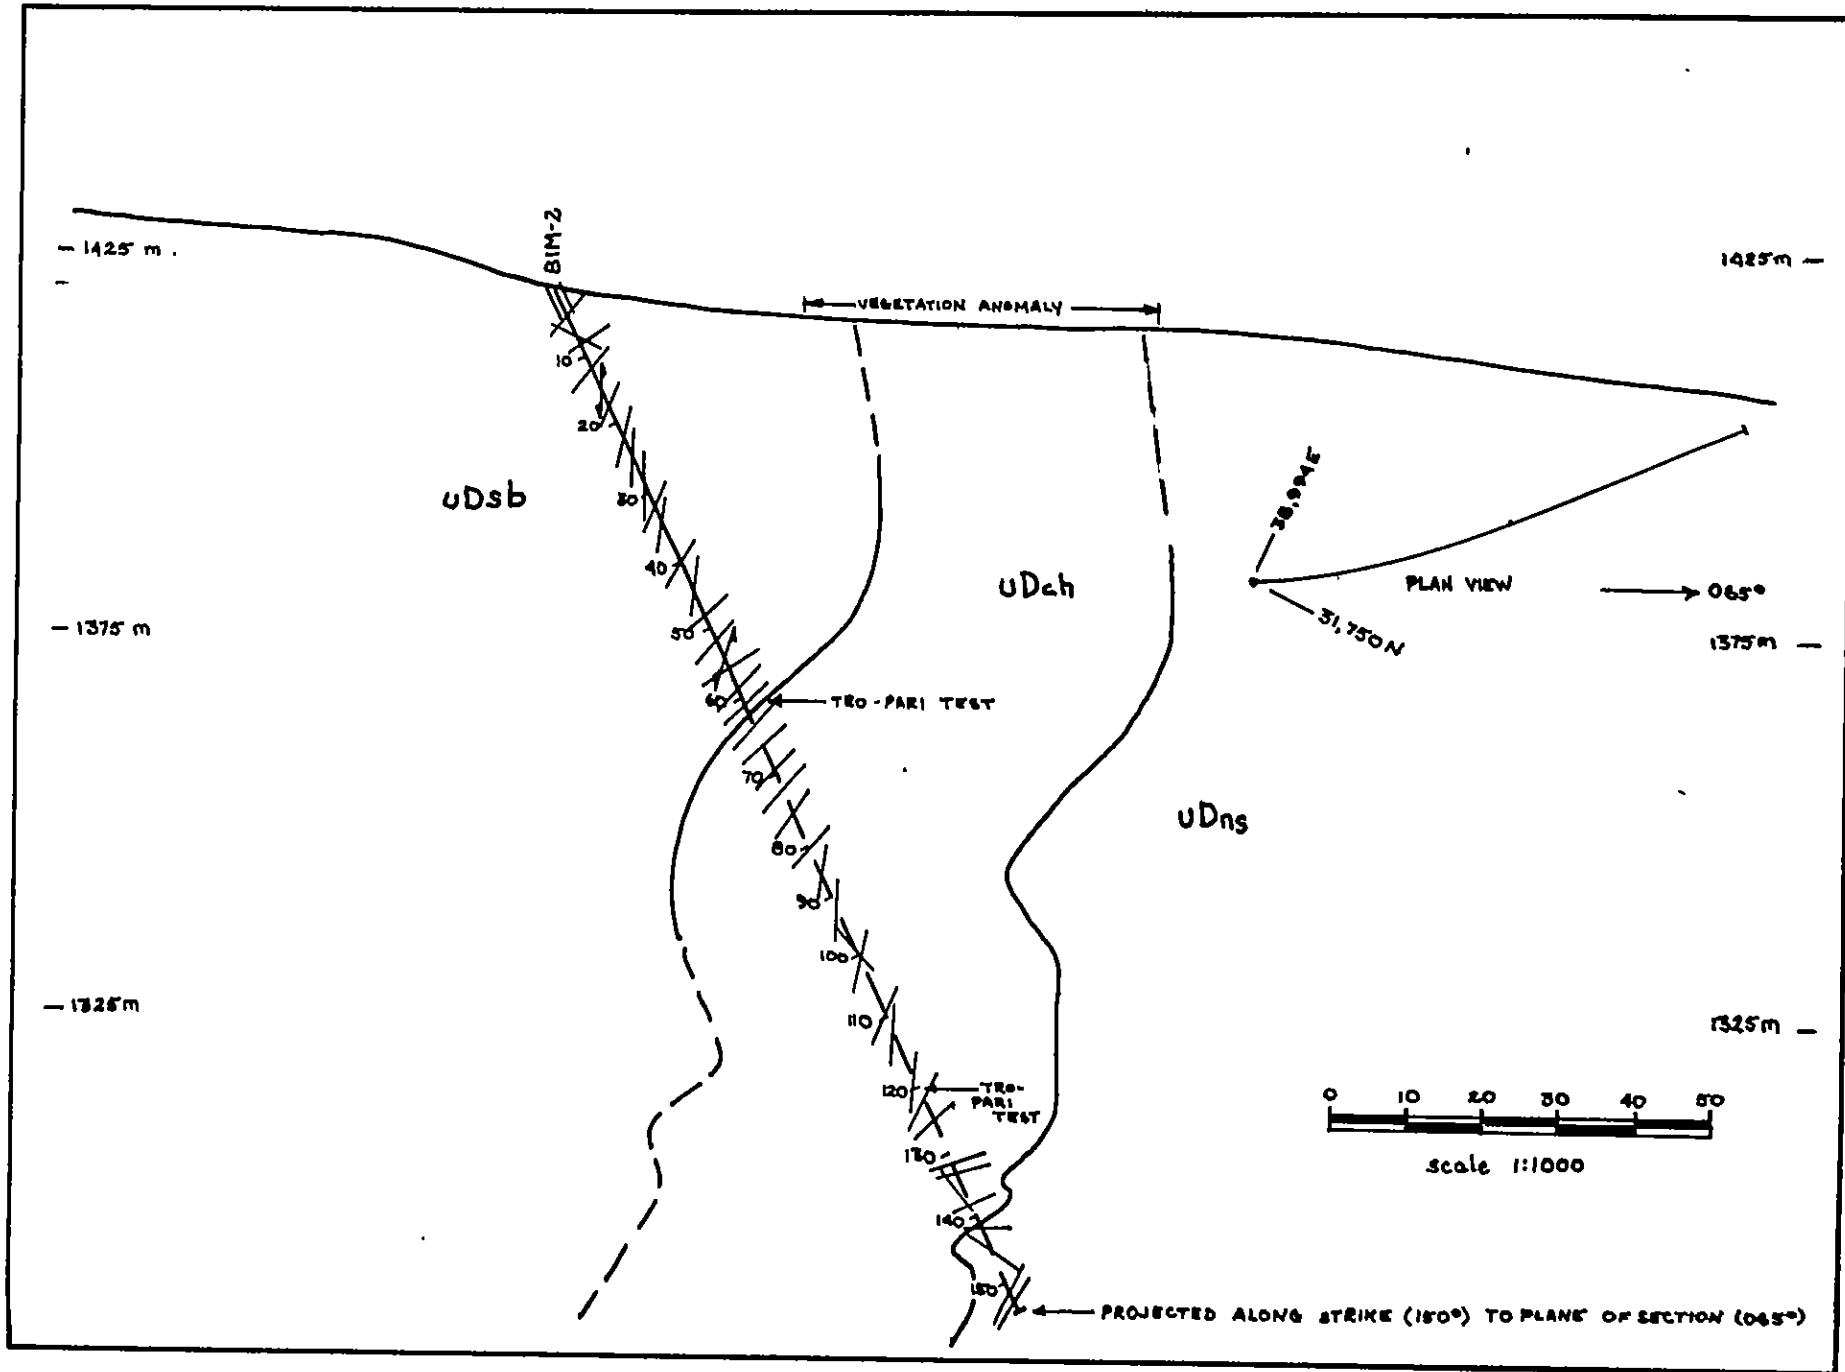 BIM-2
1425 m
1425m
VEGETATION ANOMALY
10
20
30
40
50
60
70
80
90
100
110
120
130
140
150
uDsb
uDch
uDns
38,994E
31,750N
PLAN VIEW
065°
1375 m
1375m
TRO-PARI TEST
1325m
1325m
TRO-
PARI
TEST
0 10 20 30 40 50
scale 1:1000
PROJECTED ALONG STRIKE (150°) TO PLANE OF SECTION (065°)